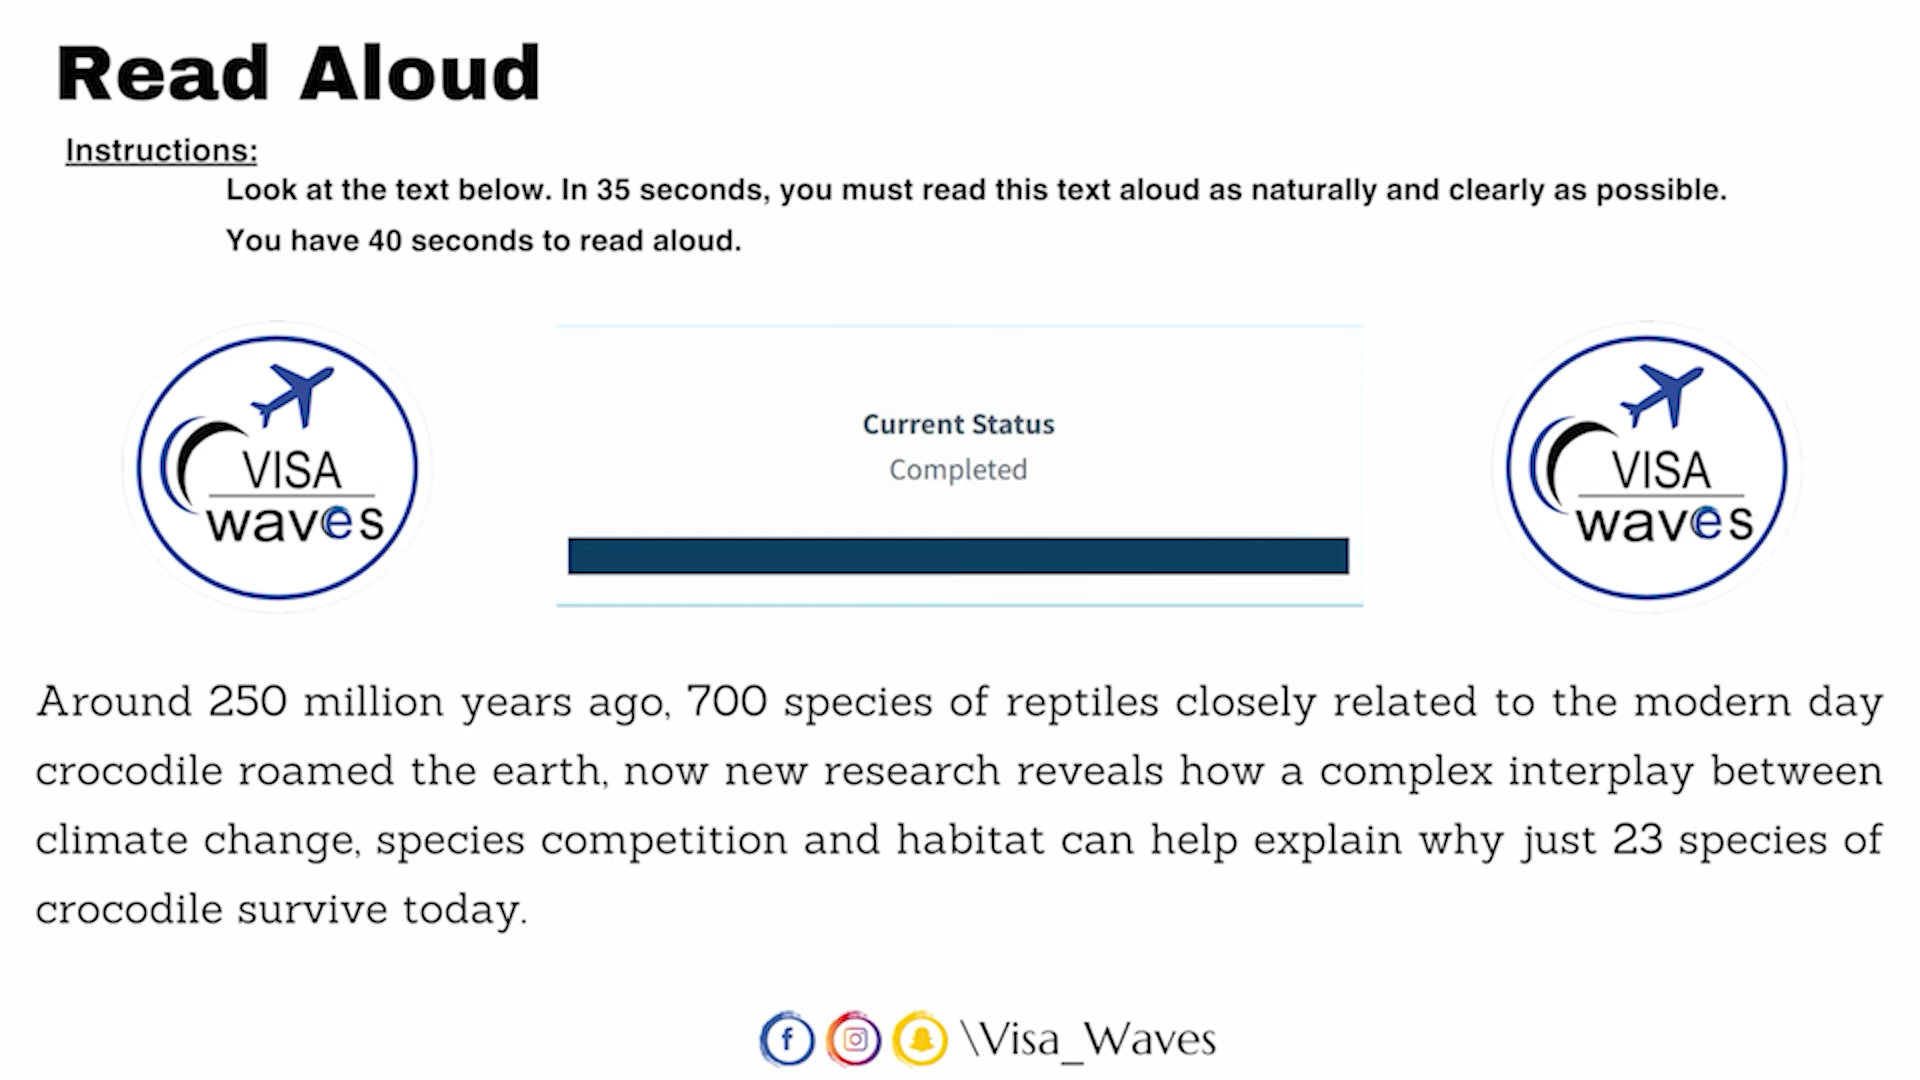 Read Aloud
Instructions:
Look at the text below. In 35 seconds, you must read this text aloud as naturally and clearly as possible.
You have 40 seconds to read aloud.
VISA
waves
Current Status
Completed
VISA
waves
Around 250 million years ago, 700 species of reptiles closely related to the modern day
crocodile roamed the earth, now new research reveals how a complex interplay between
climate change, species competition and habitat can help explain why just 23 species of
crocodile survive today.
\Visa_Waves